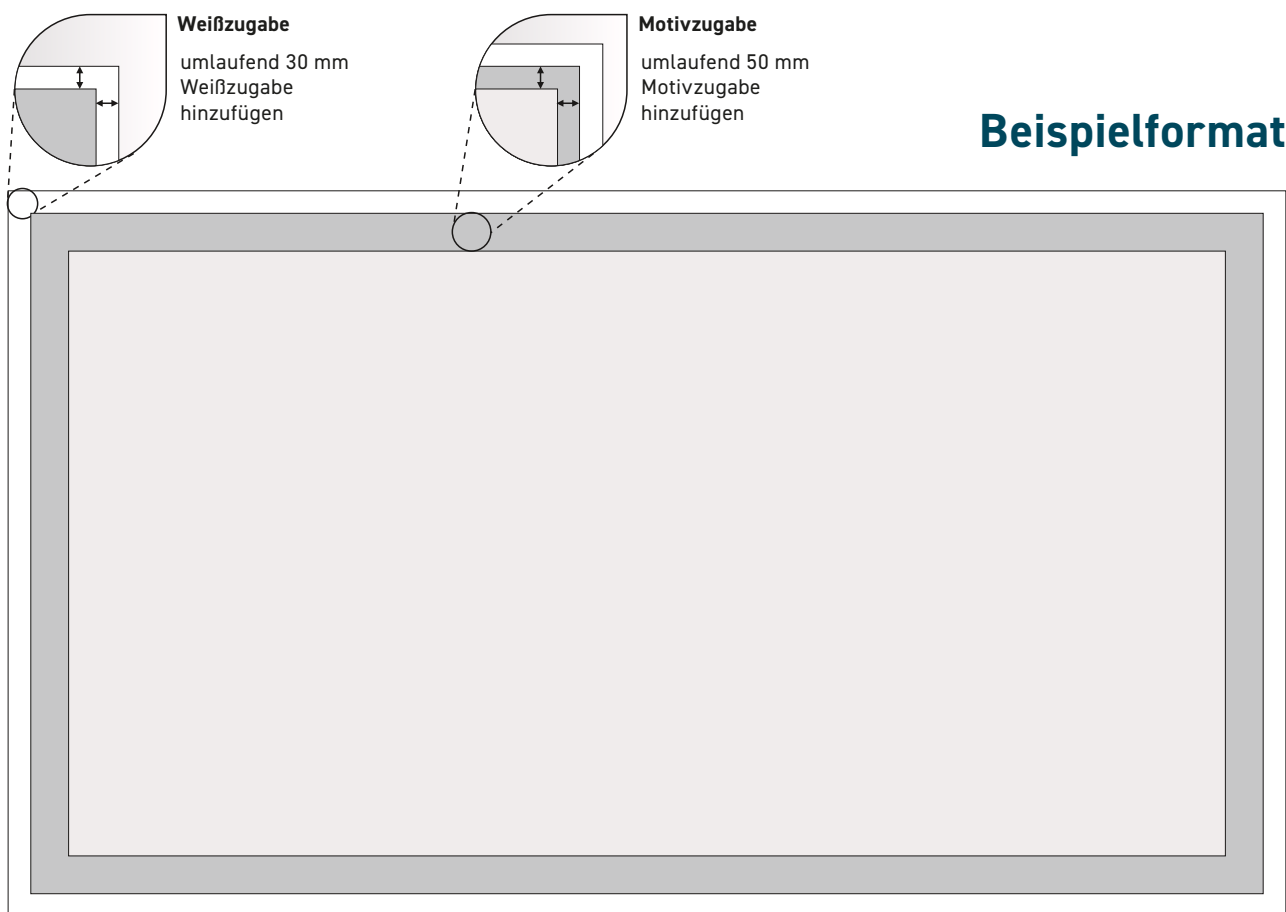 Weißzugabe
umlaufend 30 mm
Weißzugabe
hinzufügen
Motivzugabe
umlaufend 50 mm
Motivzugabe
hinzufügen
Beispielformat